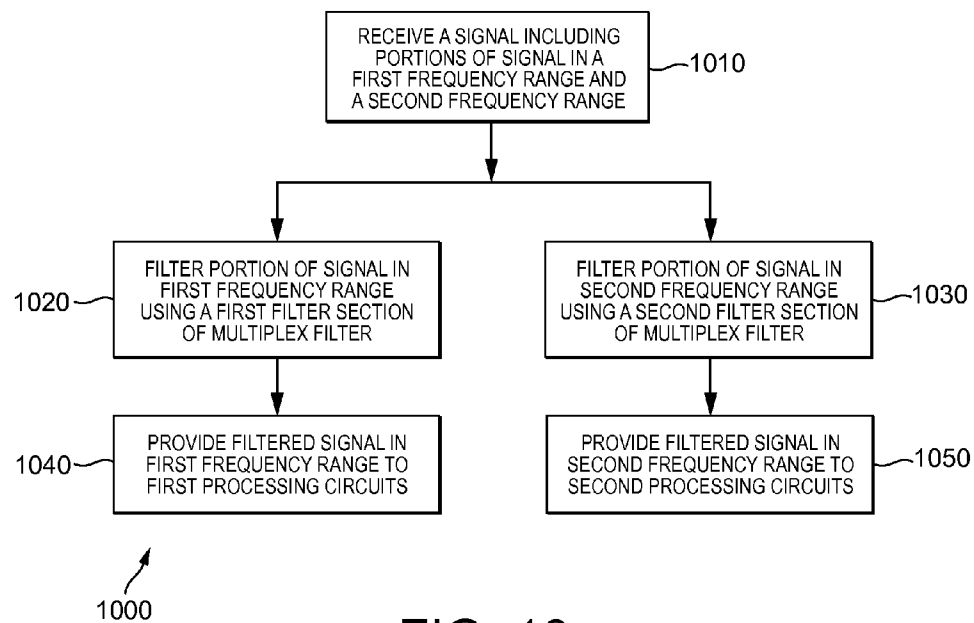 RECEIVE A SIGNAL INCLUDING
PORTIONS OF SIGNAL IN A
FIRST FREQUENCY RANGE AND
A SECOND FREQUENCY RANGE
1010
FILTER PORTION OF SIGNAL IN
FIRST FREQUENCY RANGE
USING A FIRST FILTER SECTION
OF MULTIPLEX FILTER
1020
FILTER PORTION OF SIGNAL IN
SECOND FREQUENCY RANGE
USING A SECOND FILTER SECTION
OF MULTIPLEX FILTER
1030
PROVIDE FILTERED SIGNAL IN
FIRST FREQUENCY RANGE TO
FIRST PROCESSING CIRCUITS
1040
PROVIDE FILTERED SIGNAL IN
SECOND FREQUENCY RANGE TO
SECOND PROCESSING CIRCUITS
1050
1000